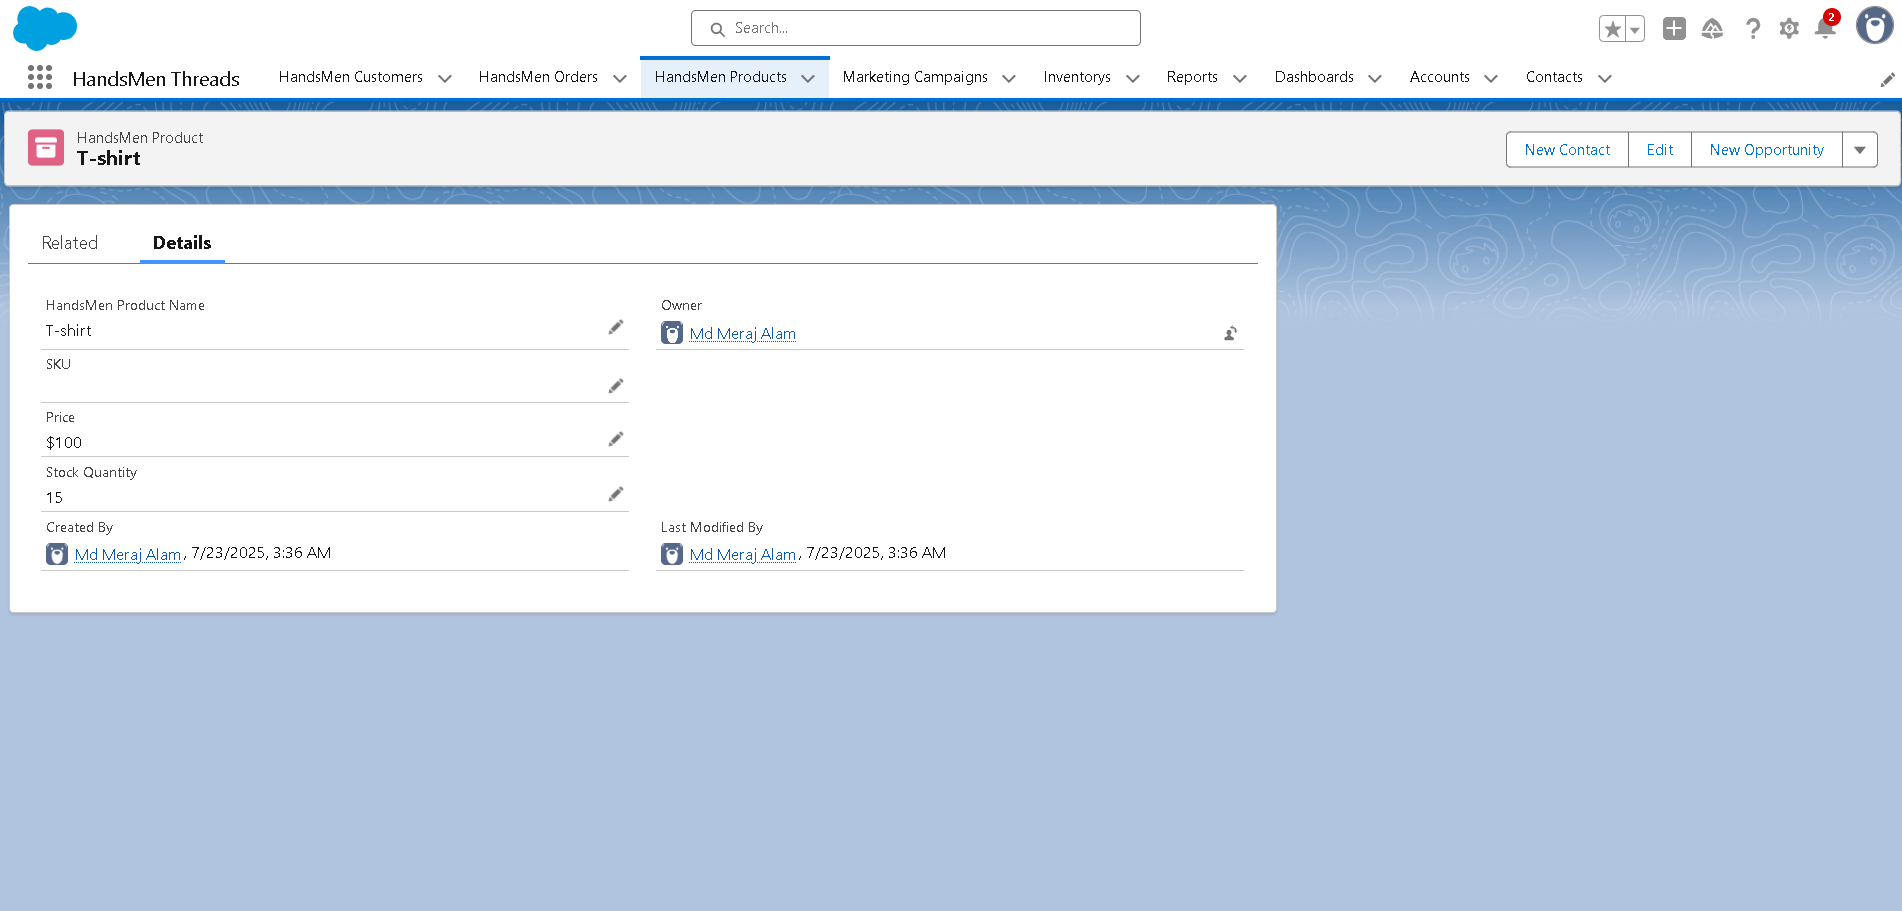 Search...
2
HandsMen Threads
HandsMen Customers
HandsMen Orders
HandsMen Products
Marketing Campaigns
Inventorys
Reports
Dashboards
Accounts
Contacts
HandsMen Product
T-shirt
New Contact
Edit
New Opportunity
Related
Details
HandsMen Product Name
T-shirt
Owner
Md Meraj Alam
SKU
Price
$100
Stock Quantity
15
Created By
Md Meraj Alam, 7/23/2025, 3:36 AM
Last Modified By
Md Meraj Alam, 7/23/2025, 3:36 AM